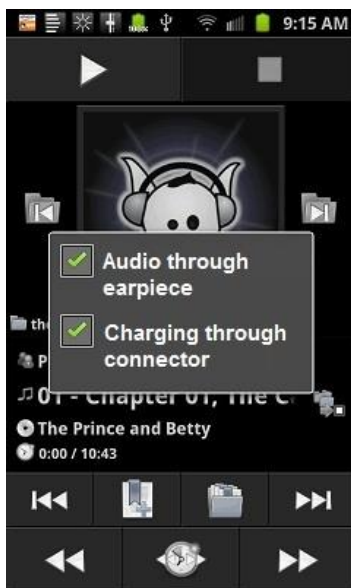 9:15 AM
Audio through
earpiece
Charging through
connector
the
P
01 - Chapter 01, The C
The Prince and Betty
0:00 / 10:43